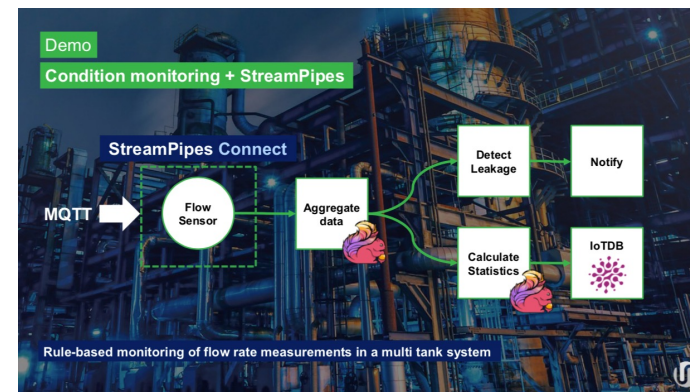 Demo
Condition monitoring + StreamPipes
StreamPipes Connect
MQTT
Flow
Sensor
Aggregate
data
Detect
Leakage
Notify
Calculate
Statistics
IoTDB
Rule-based monitoring of flow rate measurements in a multi tank system